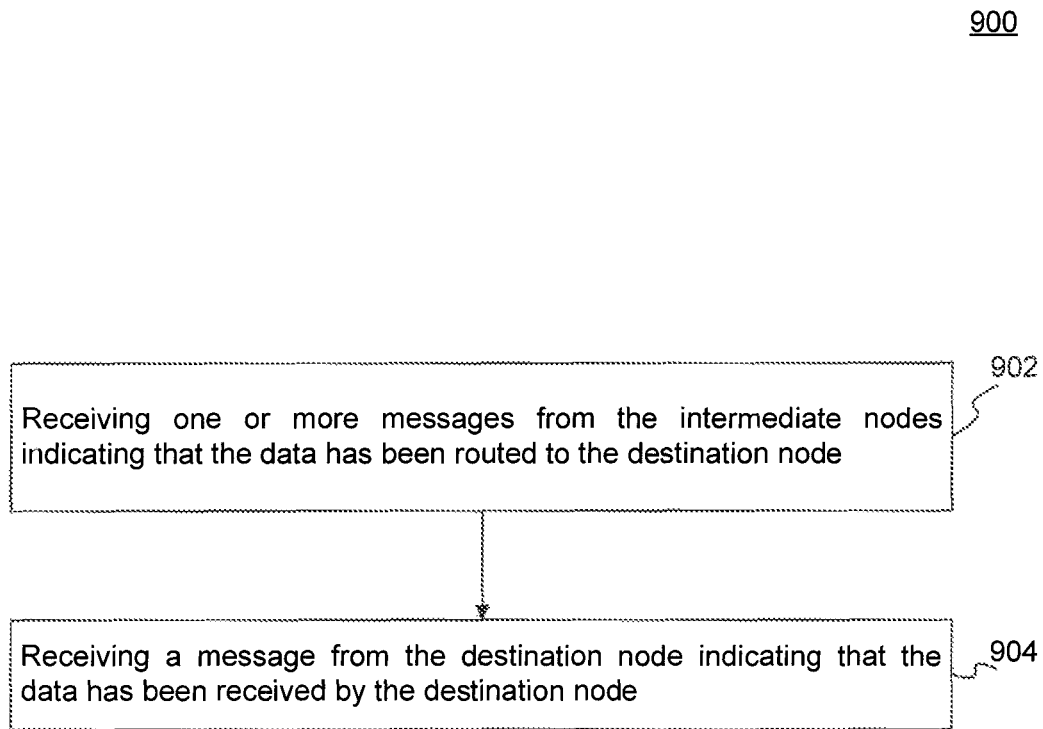 900
902
Receiving one or more messages from the intermediate nodes
indicating that the data has been routed to the destination node
904
Receiving a message from the destination node indicating that the
data has been received by the destination node